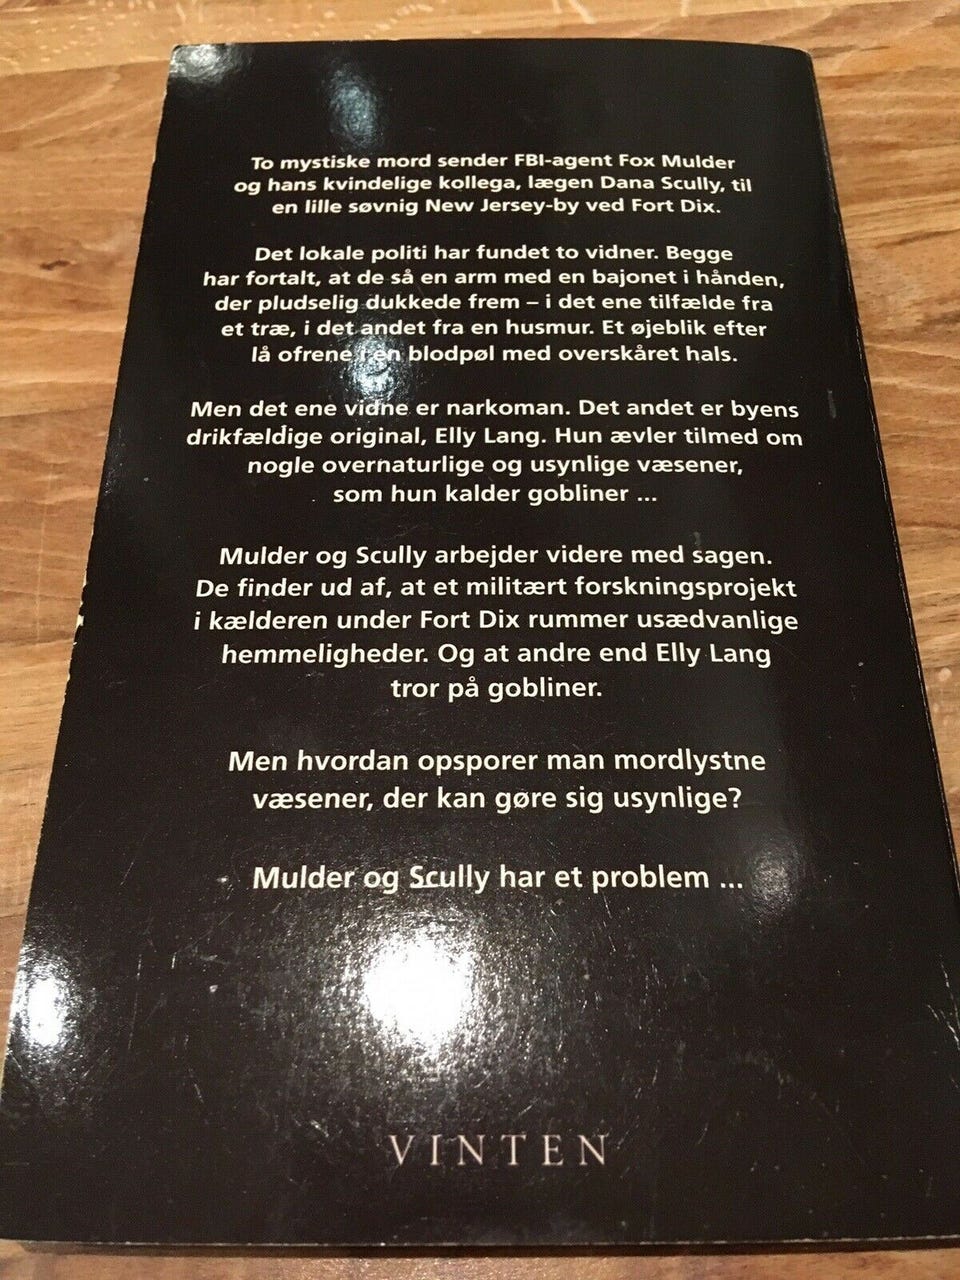 To mystiske mord sender FBI-agent Fox Mulder
og hans kvindelige kollega, lægen Dana Scully, til
en lille søvnig New Jersey-by ved Fort Dix.
Det lokale politi har fundet to vidner. Begge
har fortalt, at de så en arm med en bajonet i hånden,
der pludselig dukkede frem – i det ene tilfælde fra
et træ, i det andet fra en husmur. Et øjeblik efter
lå ofrene i en blodpøl med overskåret hals.
Men det ene vidne er narkoman. Det andet er byens
drikfældige original, Elly Lang. Hun ævler tilmed om
nogle overnaturlige og usynlige væsener,
som hun kalder gobliner ...
Mulder og Scully arbejder videre med sagen.
De finder ud af, at et militært forskningsprojekt
i kælderen under Fort Dix rummer usædvanlige
hemmeligheder. Og at andre end Elly Lang
tror på gobliner.
Men hvordan opsporer man mordlystne
væsener, der kan gøre sig usynlige?
Mulder og Scully har et problem ...
VINTEN